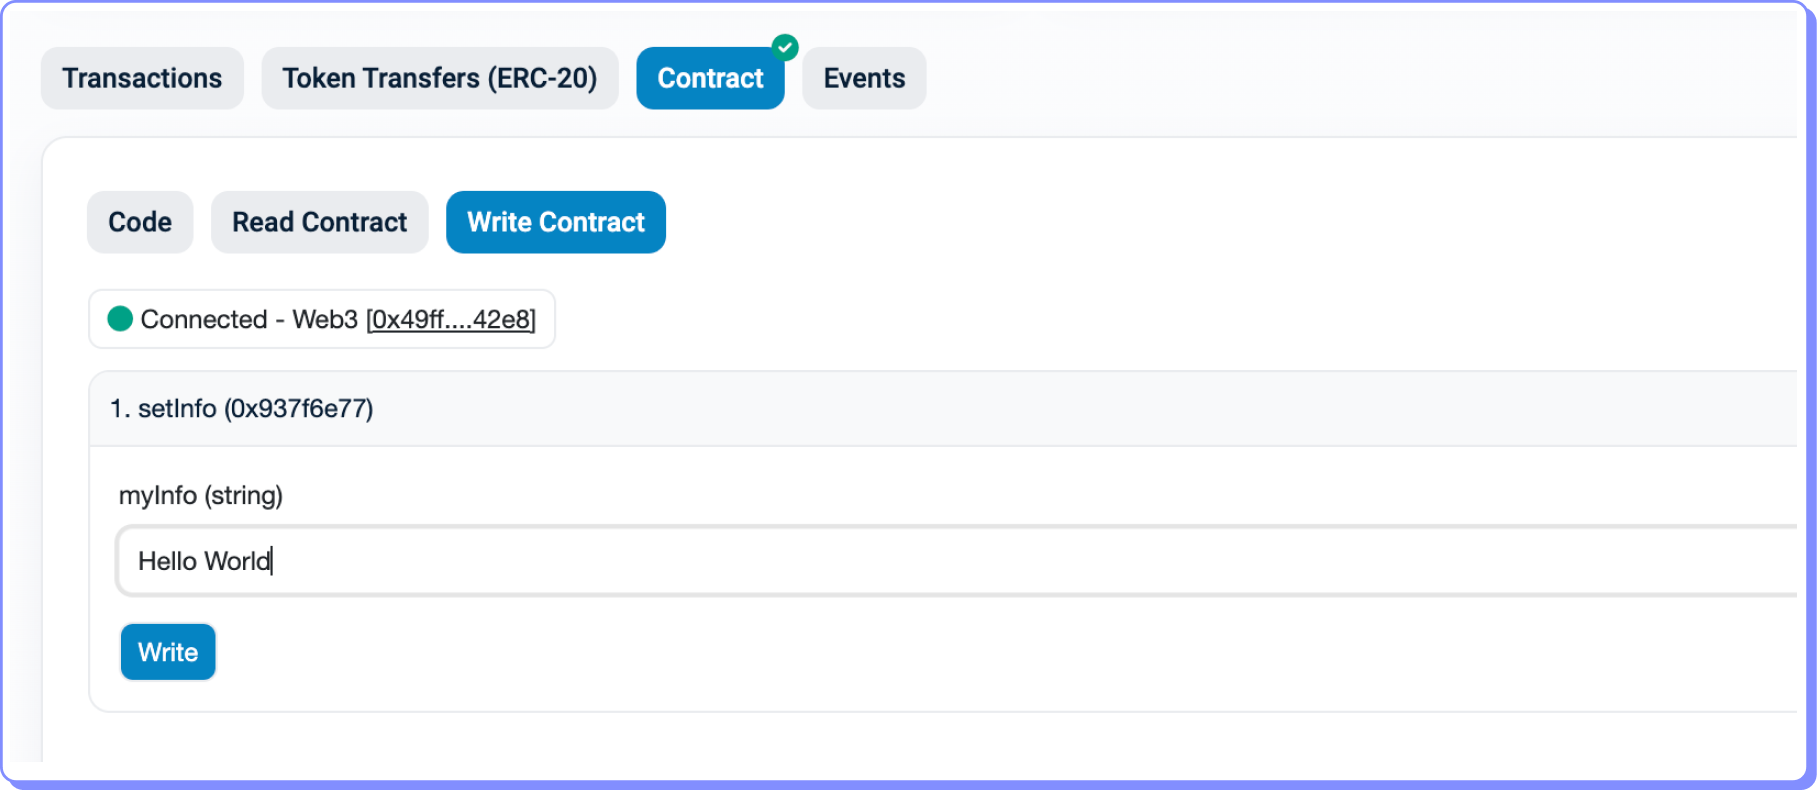 Transactions Token Transfers (ERC-20) Contract Events
Code Read Contract Write Contract
Connected - Web3 [0x49ff....42e8]
1. setInfo (0x937f6e77)
myInfo (string)
Hello World
Write